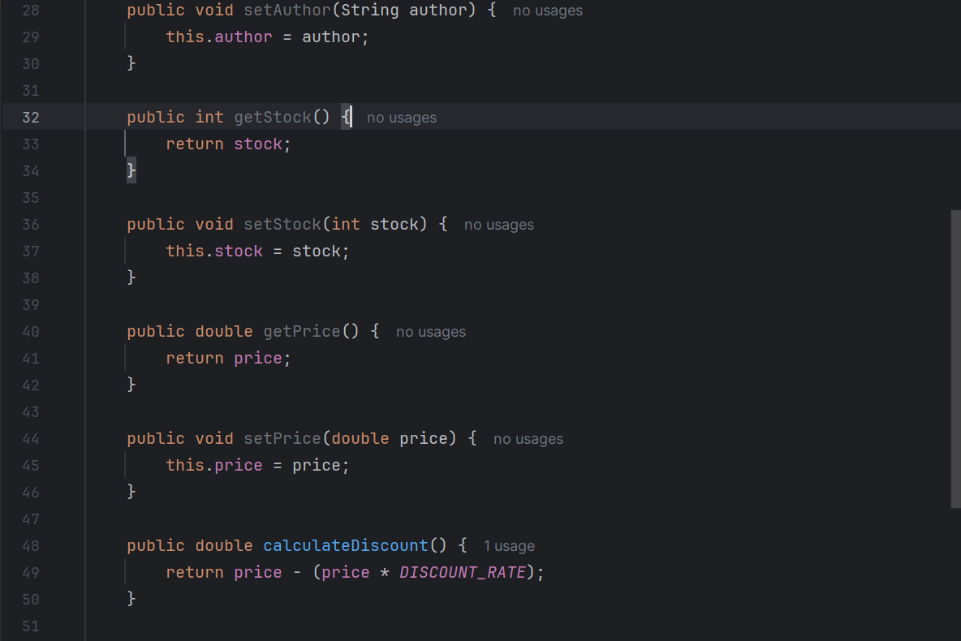 28 public void setAuthor(String author) { no usages
29 this.author = author;
30 }
31
32 public int getStock() { no usages
33 return stock;
34 }
35
36 public void setStock(int stock) { no usages
37 this.stock = stock;
38 }
39
40 public double getPrice() { no usages
41 return price;
42 }
43
44 public void setPrice(double price) { no usages
45 this.price = price;
46 }
47
48 public double calculateDiscount() { 1 usage
49 return price - (price * DISCOUNT_RATE);
50 }
51